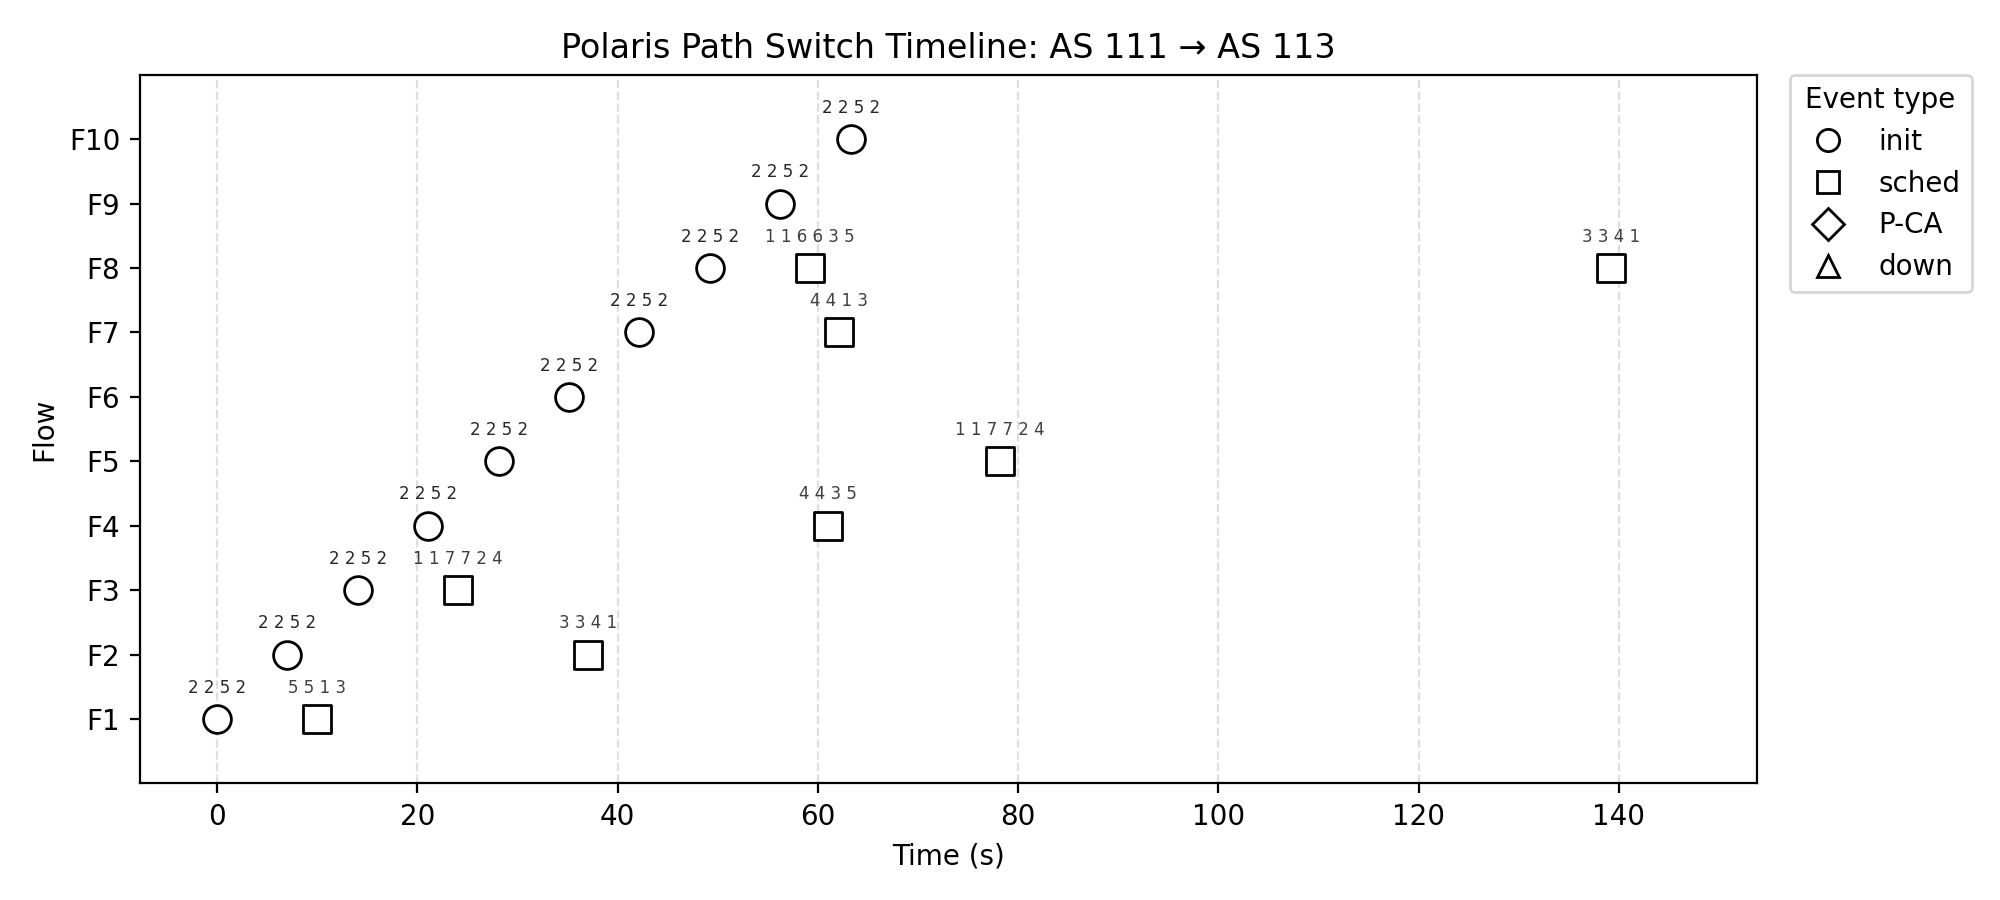 Polaris Path Switch Timeline: AS 111 → AS 113
Event type
init
sched
P-CA
down
Flow
F10
2 2 5 2
F9
2 2 5 2
F8
2 2 5 2
1 1 6 6 3 5
3 3 4 1
F7
2 2 5 2
4 4 1 3
F6
2 2 5 2
F5
2 2 5 2
1 1 7 7 2 4
F4
2 2 5 2
4 4 3 5
F3
2 2 5 2
1 1 7 7 2 4
F2
2 2 5 2
3 3 4 1
F1
2 2 5 2
5 5 1 3
0 20 40 60 80 100 120 140
Time (s)